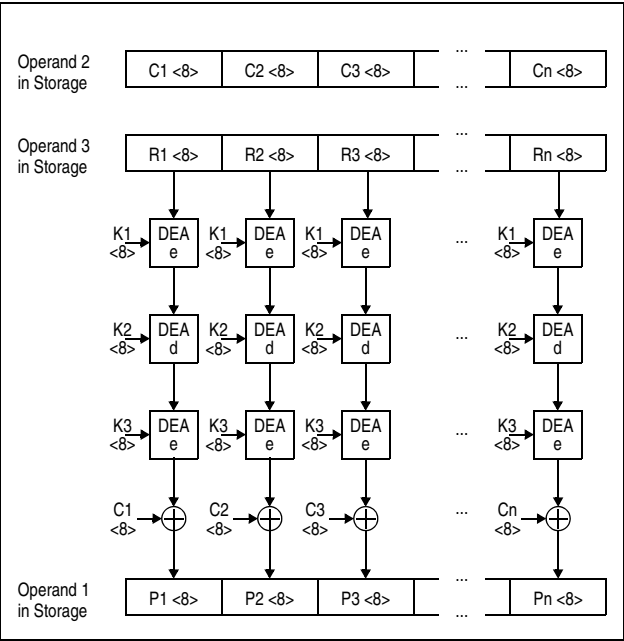 ...
Operand 2 C1 <8> C2 <8> C3 <8> Cn <8>
in Storage ...
...
Operand 3 R1 <8> R2 <8> R3 <8> Rn <8>
in Storage ...
K1 DEA K1 DEA K1 DEA ... K1 DEA
<8> e <8> e <8> e <8> e
K2 DEA K2 DEA K2 DEA ... K2 DEA
<8> d <8> d <8> d <8> d
K3 DEA K3 DEA K3 DEA ... K3 DEA
<8> e <8> e <8> e <8> e
C1 C2 C3 ... Cn
<8> <8> <8> <8>
...
Operand 1 P1 <8> P2 <8> P3 <8> Pn <8>
in Storage ...